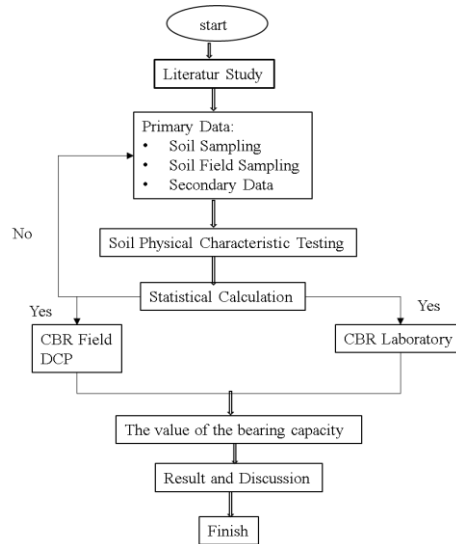 start
Literatur Study
Primary Data:
• Soil Sampling
• Soil Field Sampling
• Secondary Data
No
Soil Physical Characteristic Testing
Statistical Calculation
Yes
Yes
CBR Field
DCP
CBR Laboratory
The value of the bearing capacity
Result and Discussion
Finish